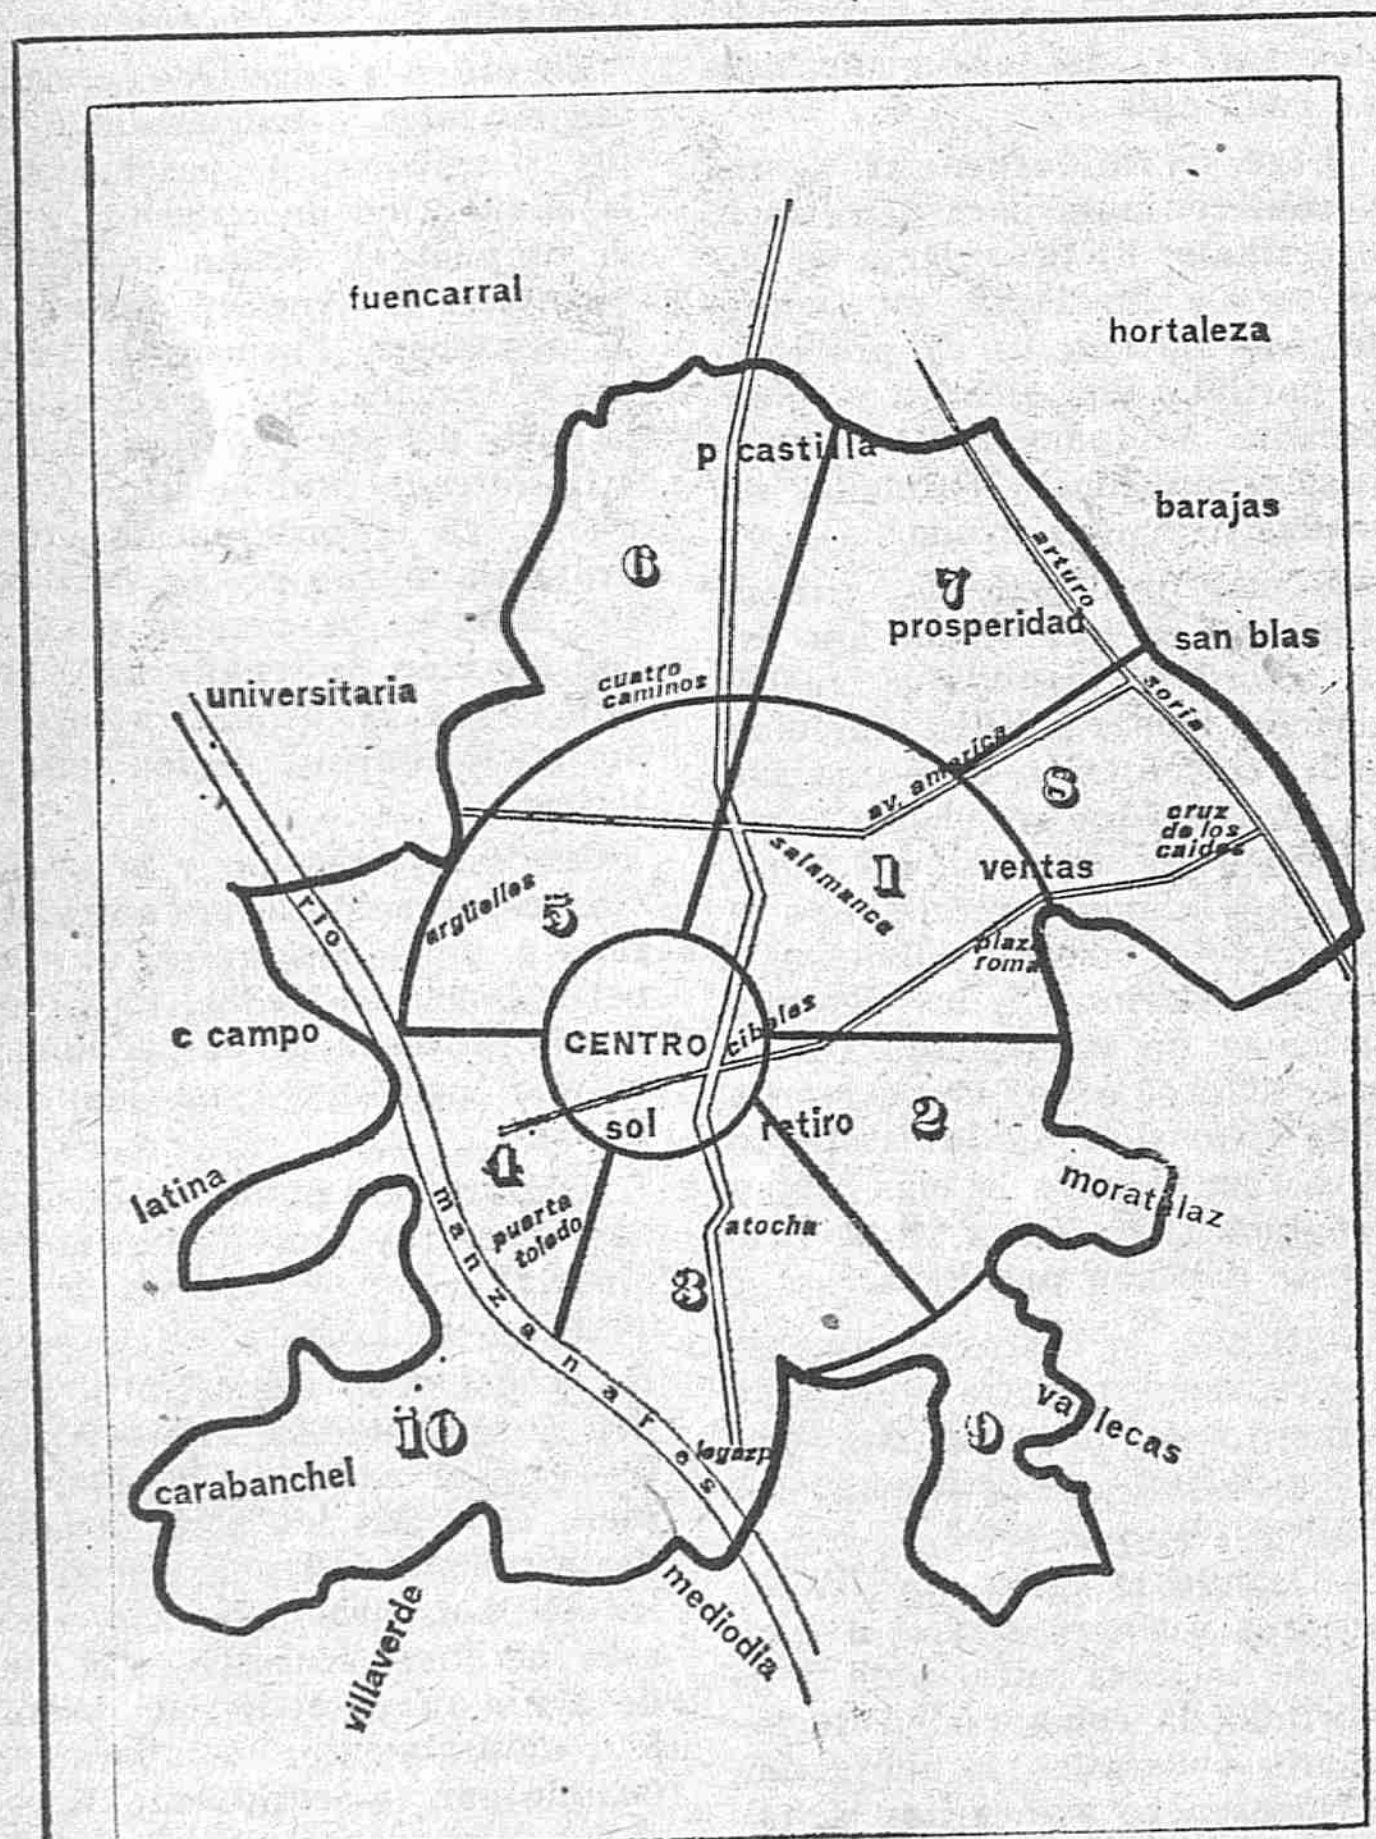 fuencarral
hortaleza
p castilla
barajas
arturo
6
7
prosperidad
san blas
cuatro
caminos
universitaria
soria
av. america
8
cruz
de los
caidos
salamanca
1
ventas
argüelles
5
rio
plaza
roma
c campo
CENTRO
cibeles
sol
retiro
2
4
moratalaz
latina
puerta
toledo
atocha
manzanares
3
vallecas
10
9
legazpi
carabanchel
mediodia
villaverde